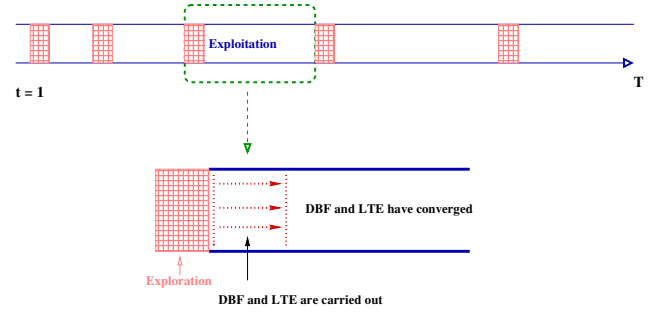 Exploitation
t = 1
T
DBF and LTE have converged
Exploration
DBF and LTE are carried out